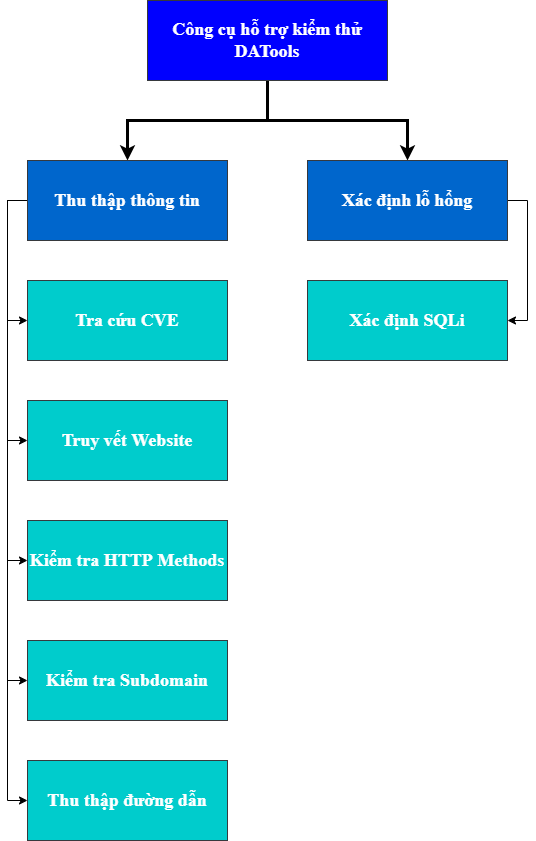 Công cụ hỗ trợ kiểm thử
DATools
Thu thập thông tin
Xác định lỗ hổng
Tra cứu CVE
Xác định SQLi
Truy vết Website
Kiểm tra HTTP Methods
Kiểm tra Subdomain
Thu thập đường dẫn